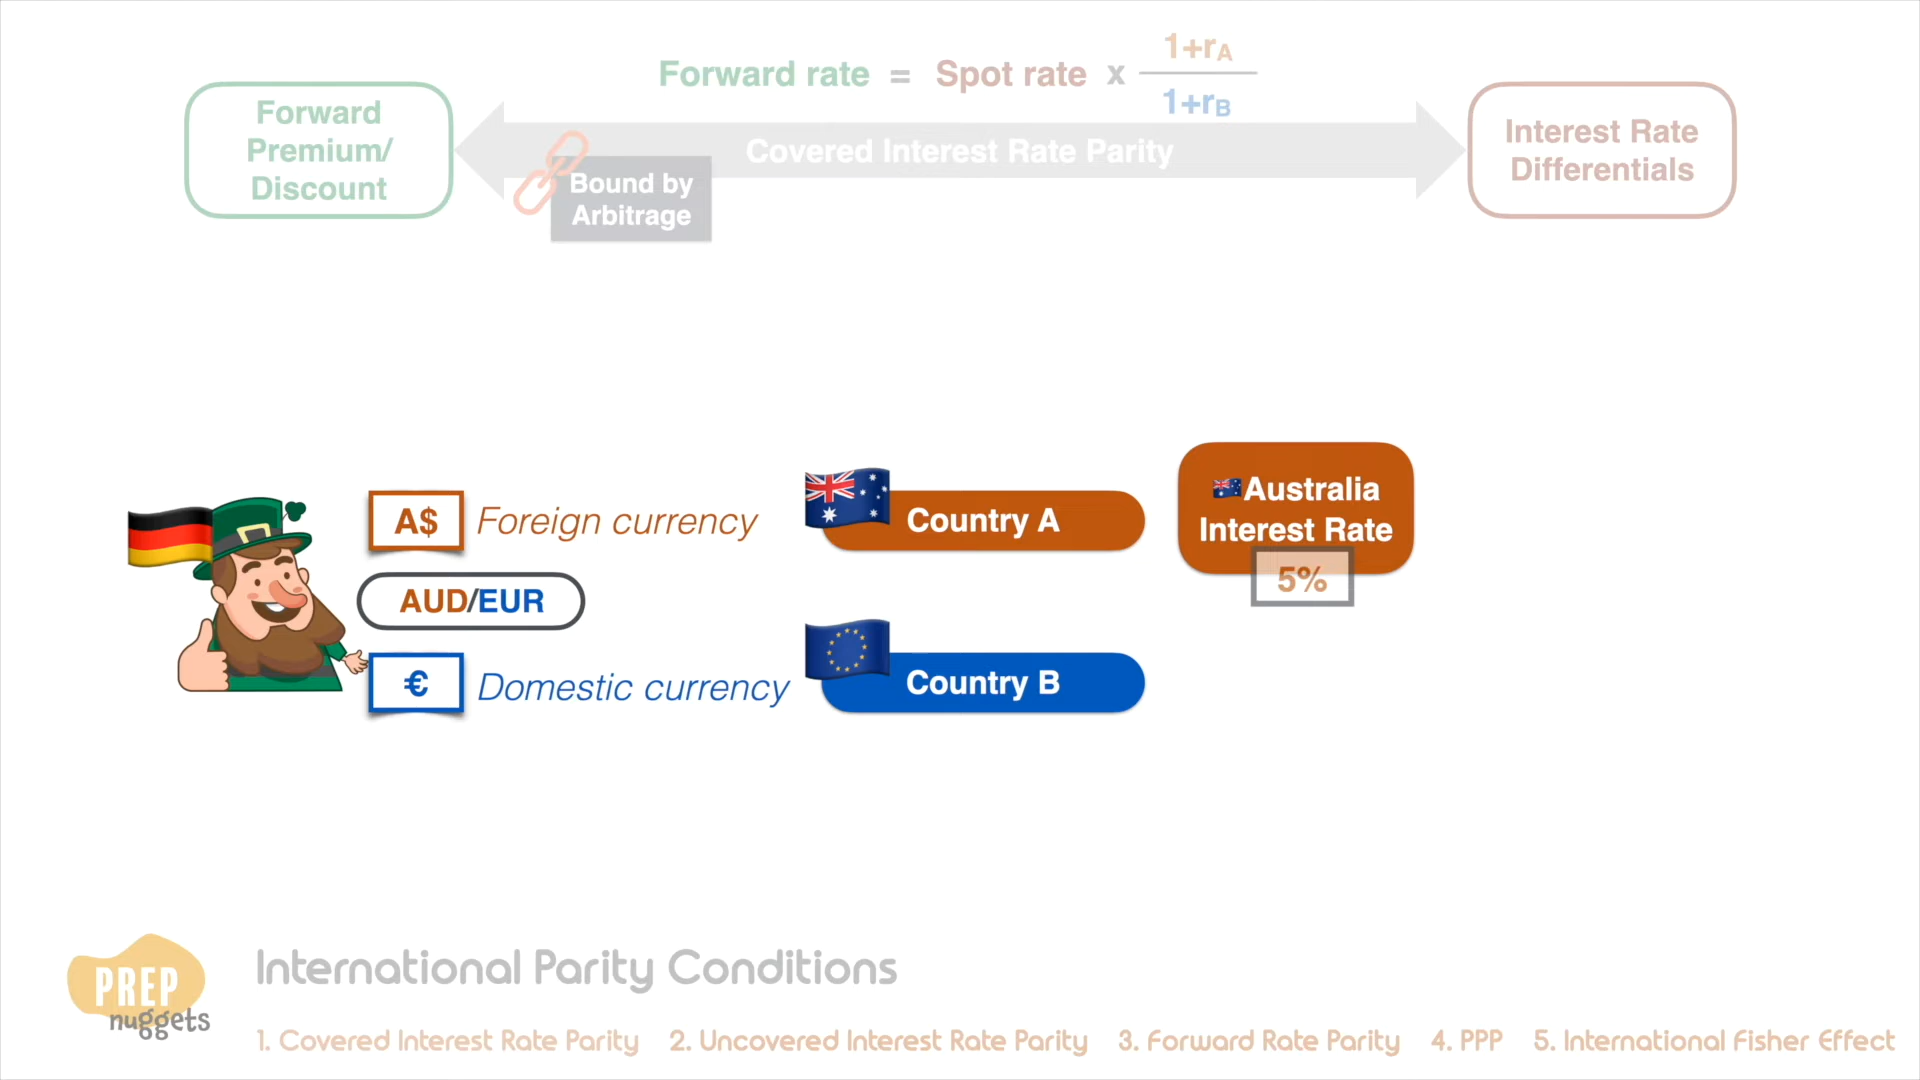 Forward rate = Spot rate x 1+rA
1+rB
Forward
Premium/
Discount
Covered Interest Rate Parity
Bound by
Arbitrage
Interest Rate
Differentials
A$ Foreign currency
AUD/EUR
€ Domestic currency
Country A
Country B
Australia
Interest Rate
5%
PREP
nuggets
International Parity Conditions
1. Covered Interest Rate Parity 2. Uncovered Interest Rate Parity 3. Forward Rate Parity 4. PPP 5. International Fisher Effect